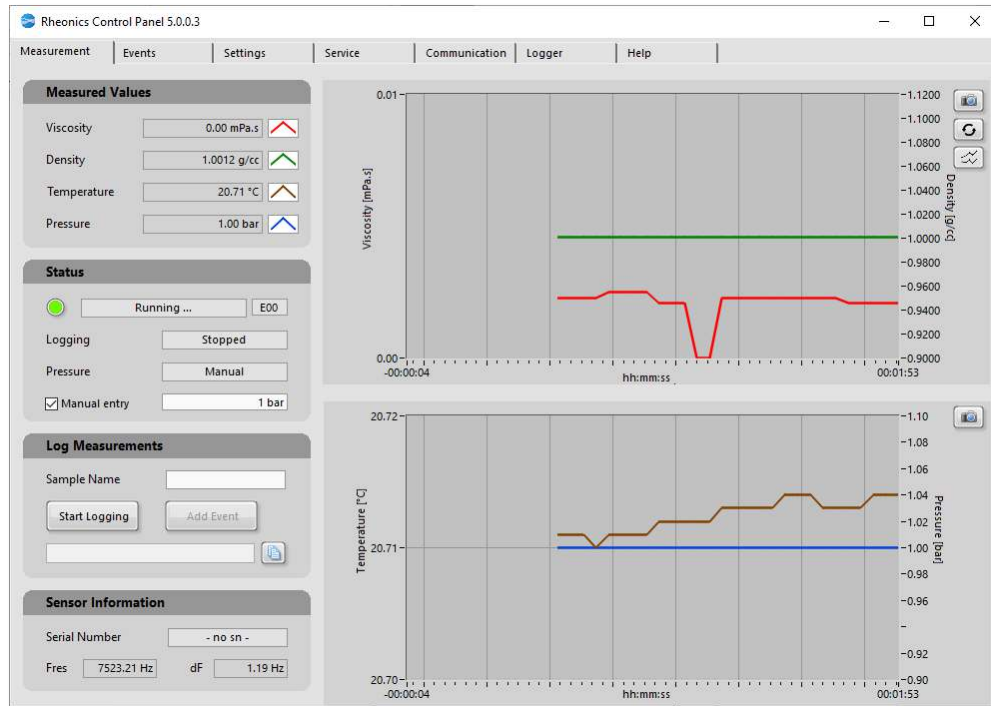 Rheonics Control Panel 5.0.0.3
Measurement Events Settings Service Communication Logger Help
Measured Values
Viscosity 0.00 mPa.s
Density 1.0012 g/cc
Temperature 20.71 °C
Pressure 1.00 bar
Status
Running ... E00
Logging Stopped
Pressure Manual
Manual entry 1 bar
Log Measurements
Sample Name
Start Logging Add Event
Sensor Information
Serial Number - no sn -
Fres 7523.21 Hz dF 1.19 Hz
0.01
Viscosity [mPa.s]
0.00
-00:00:04 hh:mm:ss 00:01:53
1.1200
1.1000
1.0800
1.0600
1.0400
1.0200
1.0000
0.9800
0.9600
0.9400
0.9200
0.9000
Density [g/cc]
20.72
20.71
20.70
Temperature [°C]
-00:00:04 hh:mm:ss 00:01:53
1.10
1.08
1.06
1.04
1.02
1.00
0.98
0.96
0.92
0.90
Pressure [bar]